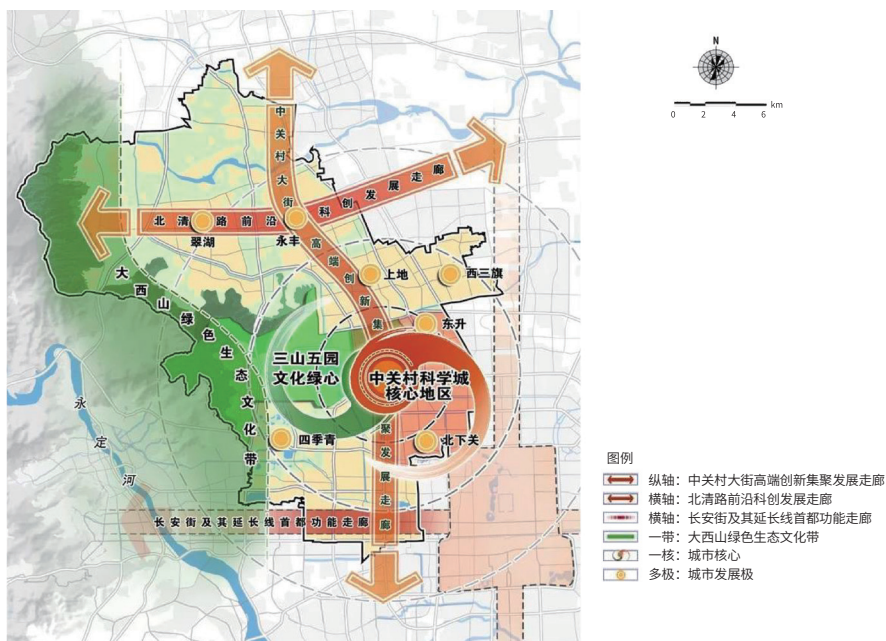 N
0 2 4 6 km
中关村大街高端创新集聚发展走廊
北清路前沿科创发展走廊
翠湖
永丰
上地
西三旗
大西山绿色生态文化带
东升
三山五园
文化绿心
中关村科学城
核心地区
四季青
北下关
永定河
长安街及其延长线首都功能走廊
图例
纵轴：中关村大街高端创新集聚发展走廊
横轴：北清路前沿科创发展走廊
横轴：长安街及其延长线首都功能走廊
一带：大西山绿色生态文化带
一核：城市核心
多极：城市发展极